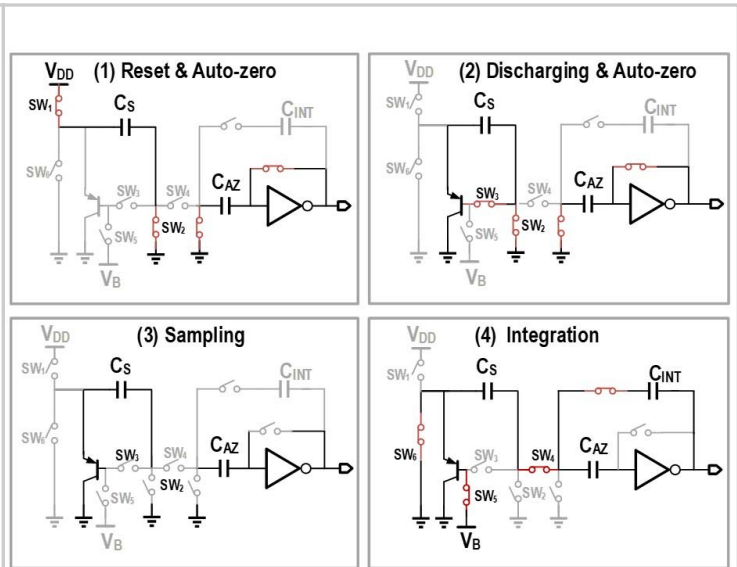 (1) Reset & Auto-zero
VDD
SW1
CS
CINT
SW6
SW3
SW4
CAZ
SW5
SW2
VB
(2) Discharging & Auto-zero
VDD
SW1
CS
CINT
SW6
SW3
SW4
CAZ
SW5
SW2
VB
(3) Sampling
VDD
SW1
CS
CINT
SW6
SW3
SW4
CAZ
SW5
SW2
VB
(4) Integration
VDD
SW1
CS
CINT
SW6
SW3
SW4
CAZ
SW5
SW2
VB